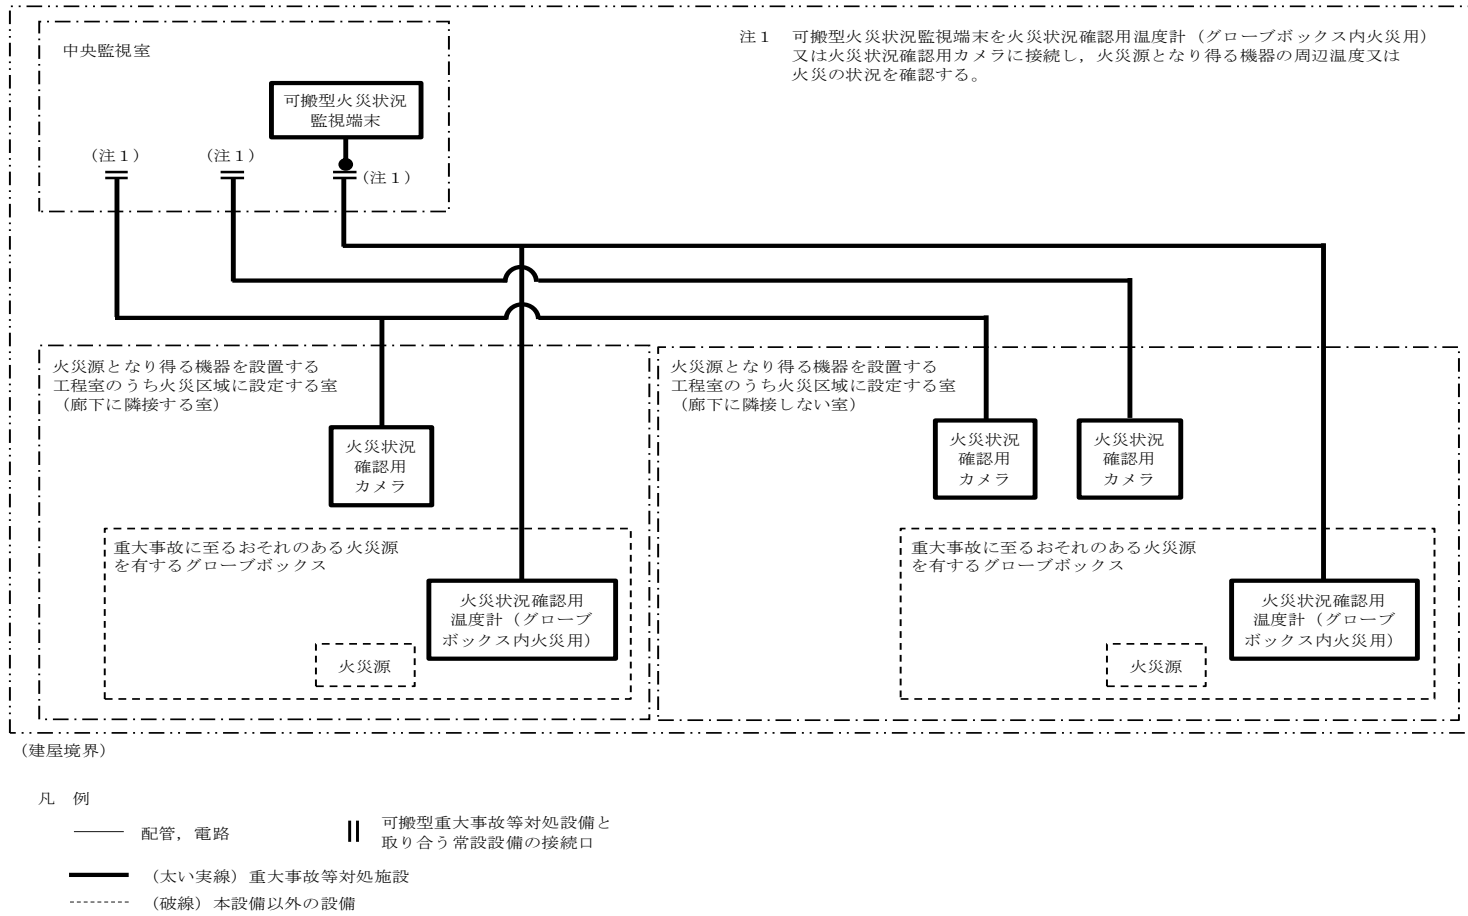 中央監視室
注１　可搬型火災状況監視端末を火災状況確認用温度計（グローブボックス内火災用）
又は火災状況確認用カメラに接続し，火災源となり得る機器の周辺温度又は
火災の状況を確認する。
可搬型火災状況
監視端末
（注１）
（注１）
（注１）
火災源となり得る機器を設置する
工程室のうち火災区域に設定する室
（廊下に隣接する室）
火災状況
確認用
カメラ
重大事故に至るおそれのある火災源
を有するグローブボックス
火災状況確認用
温度計（グローブ
ボックス内火災用）
火災源
火災源となり得る機器を設置する
工程室のうち火災区域に設定する室
（廊下に隣接しない室）
火災状況
確認用
カメラ
火災状況
確認用
カメラ
重大事故に至るおそれのある火災源
を有するグローブボックス
火災状況確認用
温度計（グローブ
ボックス内火災用）
火災源
（建屋境界）
凡　例
配管，電路
可搬型重大事故等対処設備と
取り合う常設設備の接続口
（太い実線）重大事故等対処施設
（破線）本設備以外の設備